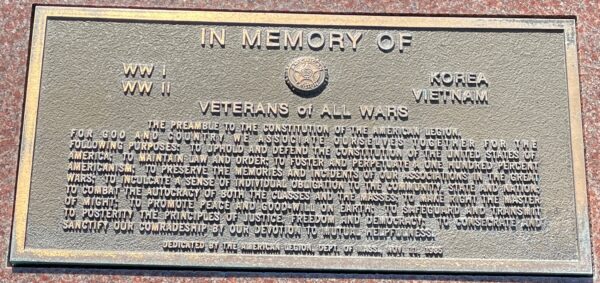 IN MEMORY OF
WW I KOREA
WW II VIETNAM
VETERANS of ALL WARS
THE PREAMBLE TO THE CONSTITUTION OF THE AMERICAN LEGION.
FOR GOD AND COUNTRY WE ASSOCIATE OURSELVES TOGETHER FOR THE
FOLLOWING PURPOSES: TO UPHOLD AND DEFEND THE CONSTITUTION OF THE UNITED STATES OF
AMERICA; TO MAINTAIN LAW AND ORDER; TO FOSTER AND PERPETUATE A ONE HUNDRED PERCENT
AMERICANISM; TO PRESERVE THE MEMORIES AND INCIDENTS OF OUR ASSOCIATIONS IN THE GREAT
WARS; TO INCULCATE A SENSE OF INDIVIDUAL OBLIGATION TO THE COMMUNITY, STATE AND NATION;
TO COMBAT THE AUTOCRACY OF BOTH THE CLASSES AND THE MASSES; TO MAKE RIGHT THE MASTER
OF MIGHT; TO PROMOTE PEACE AND GOODWILL ON EARTH; TO SAFEGUARD AND TRANSMIT
TO POSTERITY THE PRINCIPLES OF JUSTICE, FREEDOM AND DEMOCRACY; TO CONSECRATE AND
SANCTIFY OUR COMRADESHIP BY OUR DEVOTION TO MUTUAL HELPFULNESS.
DEDICATED BY THE AMERICAN LEGION, DEPT. OF MASS.